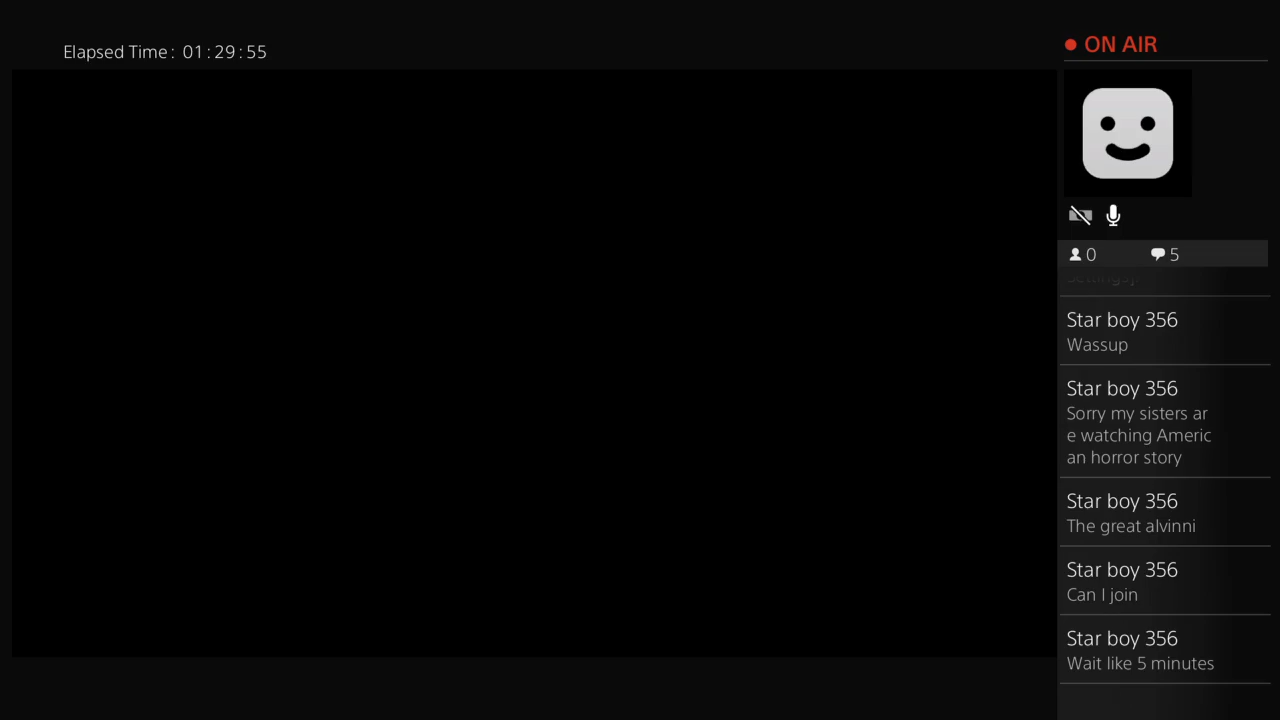 Elapsed Time: 01:29:55
ON AIR
0 5
Settings].
Star boy 356
Wassup
Star boy 356
Sorry my sisters ar
e watching Americ
an horror story
Star boy 356
The great alvinni
Star boy 356
Can I join
Star boy 356
Wait like 5 minutes